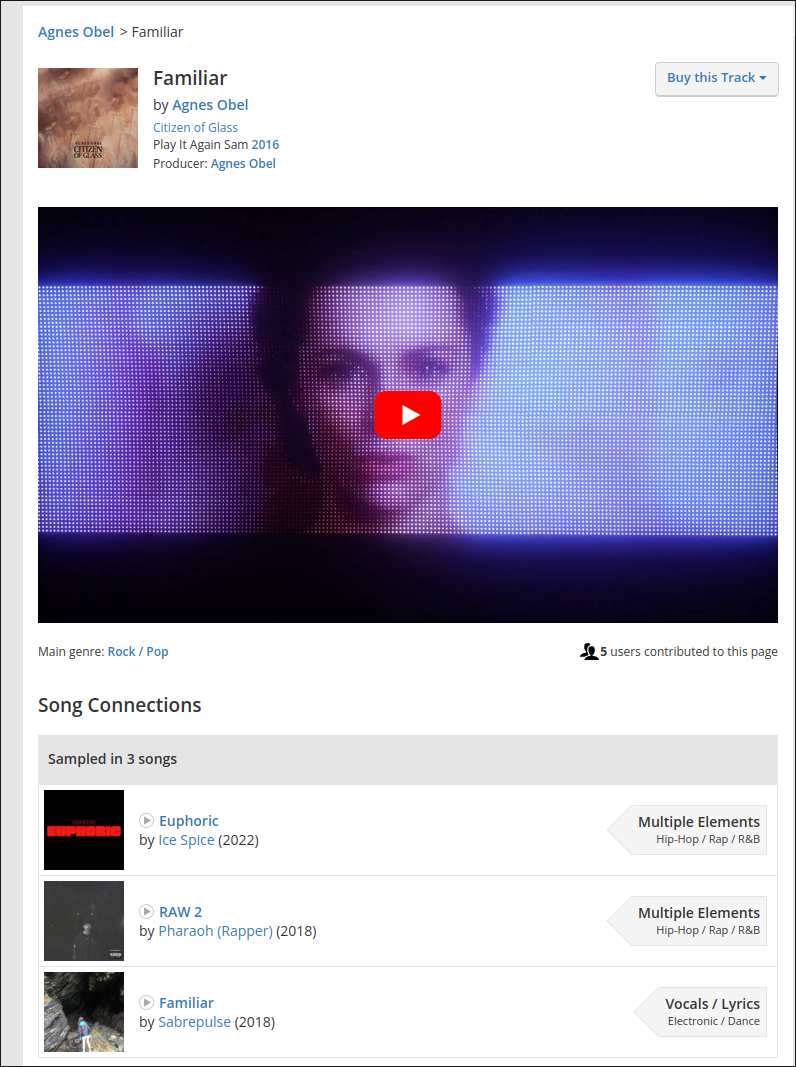 Agnes Obel > Familiar
Familiar
by Agnes Obel
Citizen of Glass
Play It Again Sam 2016
Producer: Agnes Obel
Buy this Track
AGNES OBEL
CITIZEN
OF GLASS
Main genre: Rock / Pop
5 users contributed to this page
Song Connections
Sampled in 3 songs
EUPHORIC
Euphoric
by Ice Spice (2022)
Multiple Elements
Hip-Hop / Rap / R&B
RAW 2
by Pharaoh (Rapper) (2018)
Multiple Elements
Hip-Hop / Rap / R&B
Familiar
by Sabrepulse (2018)
Vocals / Lyrics
Electronic / Dance